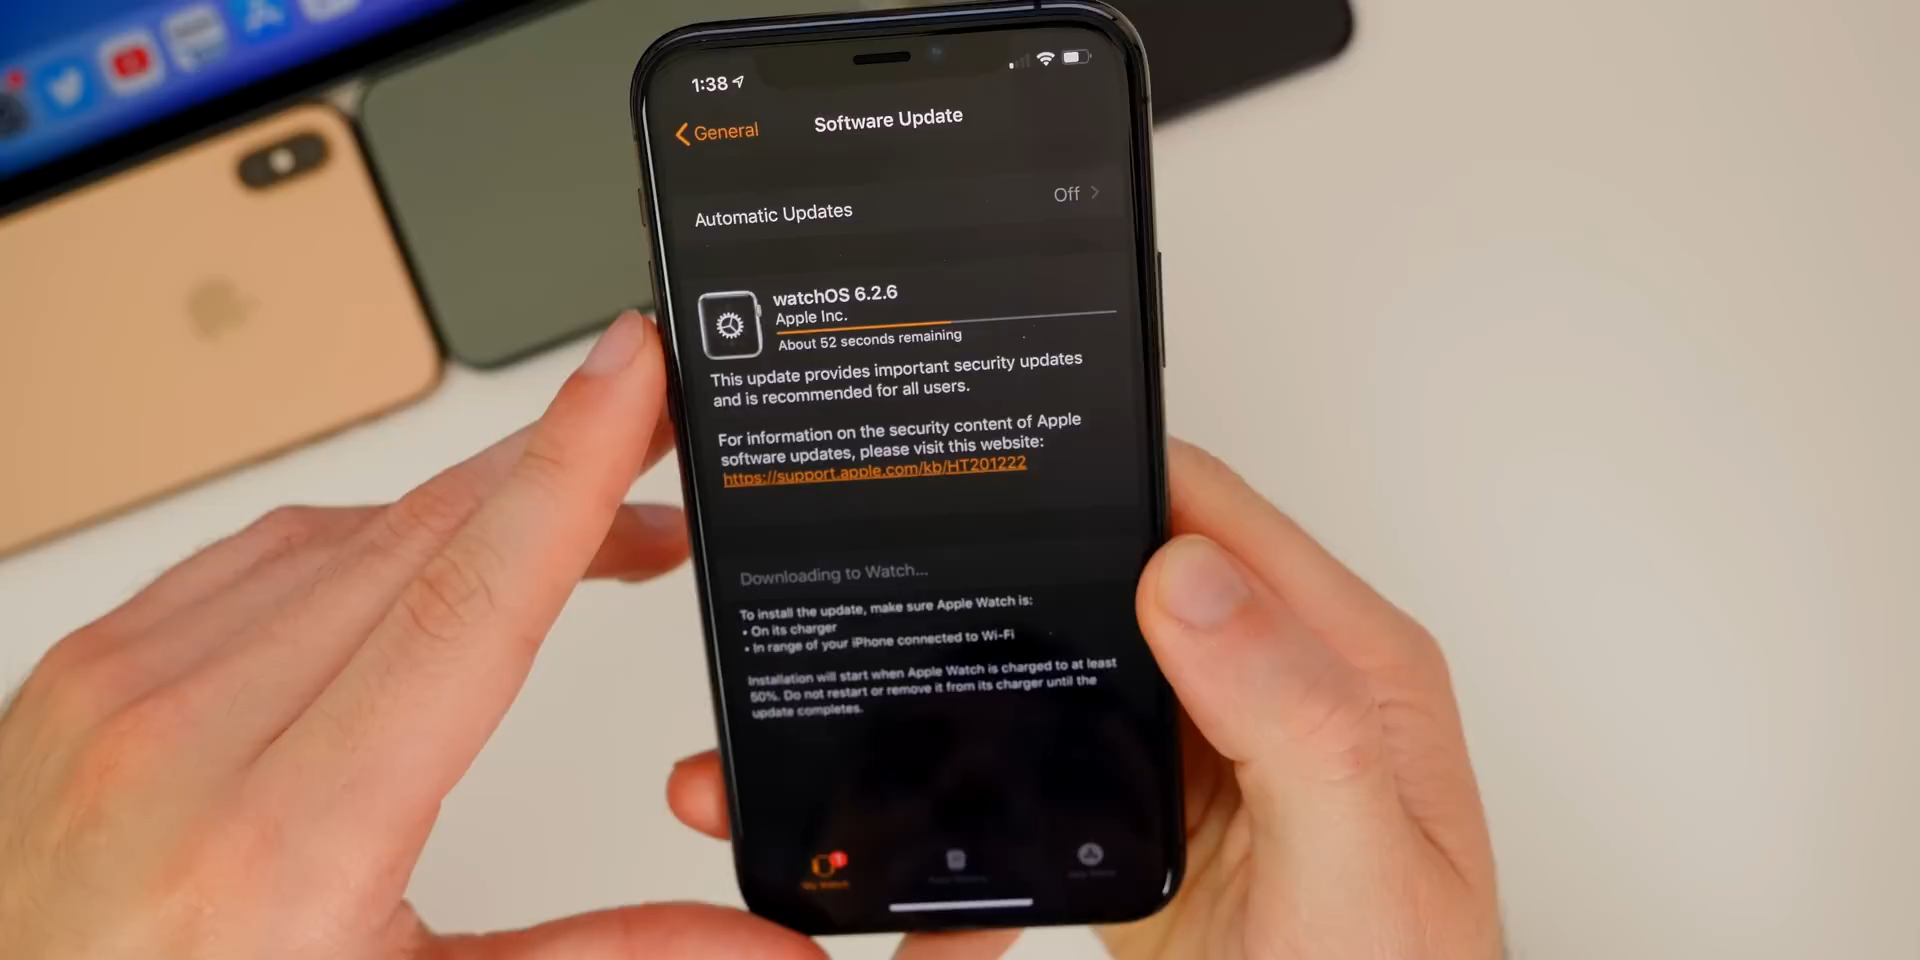 1:38
General
Software Update
Automatic Updates
Off
watchOS 6.2.6
Apple Inc.
About 52 seconds remaining
This update provides important security updates
and is recommended for all users.
For information on the security content of Apple
software updates, please visit this website:
https://support.apple.com/kb/HT201222
Downloading to Watch...
To install the update, make sure Apple Watch is:
• On its charger
• In range of your iPhone connected to Wi-Fi
Installation will start when Apple Watch is charged to at least
50%. Do not restart or remove it from its charger until the
update completes.
1
My Watch